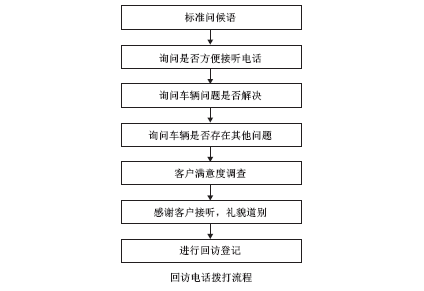 标准问候语
询问是否方便接听电话
询问车辆问题是否解决
询问车辆是否存在其他问题
客户满意度调查
感谢客户接听，礼貌道别
进行回访登记
回访电话拨打流程